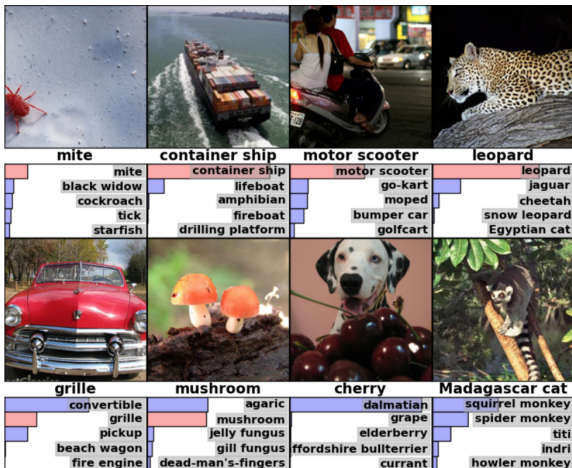 mite container ship motor scooter leopard
mite container ship motor scooter leopard
black widow lifeboat go-kart jaguar
cockroach amphibian moped cheetah
tick fireboat bumper car snow leopard
starfish drilling platform golfcart Egyptian cat
grille mushroom cherry Madagascar cat
convertible agaric dalmatian squirrel monkey
grille mushroom grape spider monkey
pickup jelly fungus elderberry titi
beach wagon gill fungus ffordshire bullterrier indri
fire engine dead-man's-fingers currant howler monkey